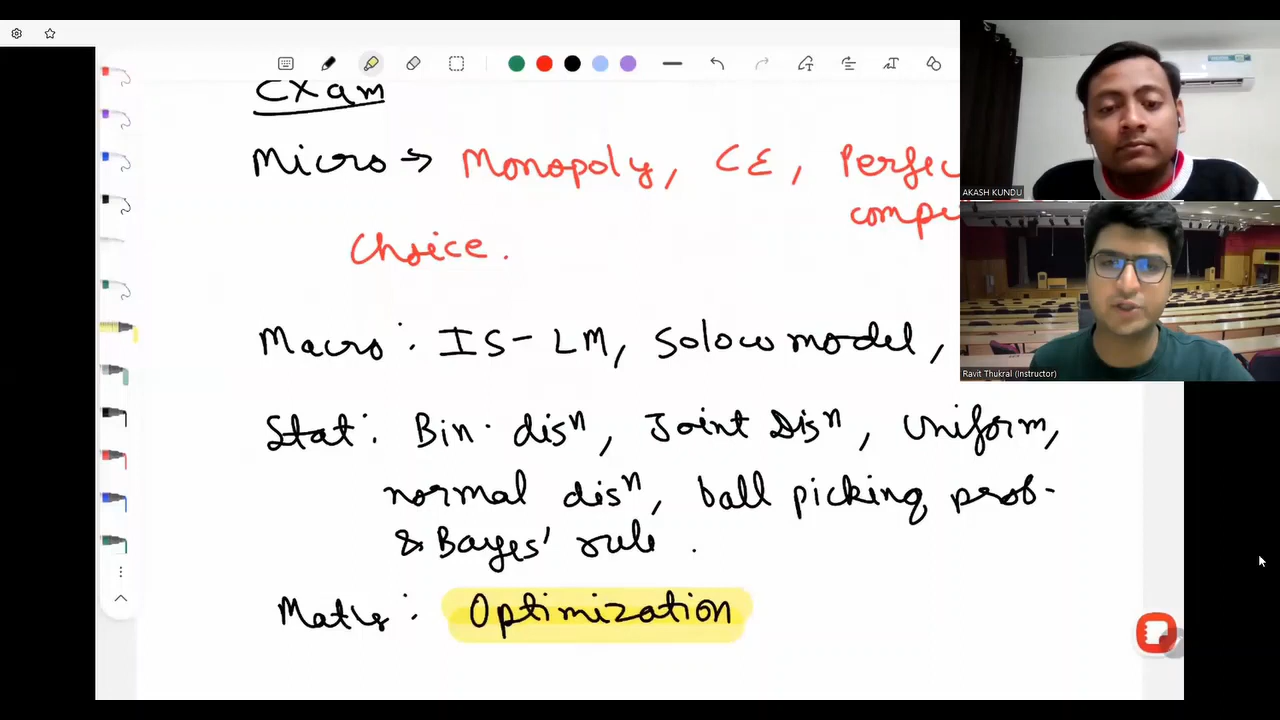 Exam
Micro → Monopoly, CE, Perfec
compe
Choice.
Macro: IS-LM, Solow model,
Stat: Bin. disⁿ, Joint Disⁿ, Uniform,
normal disⁿ, ball picking prob.
& Bayes' rule.
Maths: Optimization
AKASH KUNDU
Ravit Thukral (Instructor)